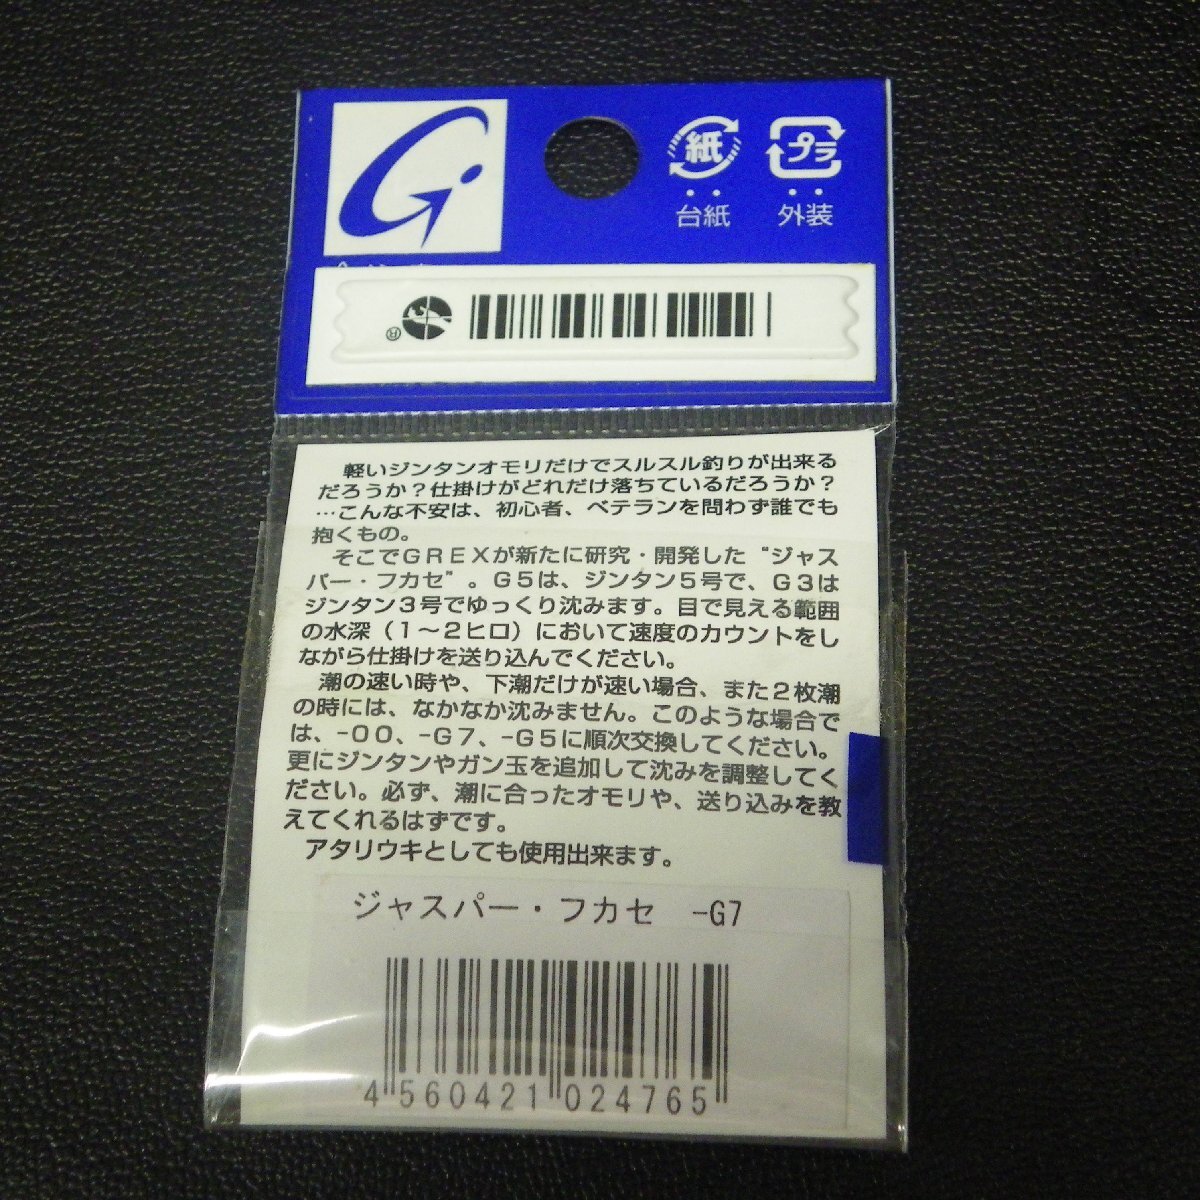 G
紙
プラ
台紙
外装
®
軽いジンタンオモリだけでスルスル釣りが出来る
だろうか?仕掛けがどれだけ落ちているだろうか?
…こんな不安は、初心者、ベテランを問わず誰でも
抱くもの。
そこでGREXが新たに研究・開発した“ジャス
パー・フカセ”。G5は、ジンタン5号で、G3は
ジンタン3号でゆっくり沈みます。目で見える範囲
の水深(1〜2ヒロ)において速度のカウントをし
ながら仕掛けを送り込んでください。
潮の速い時や、下潮だけが速い場合、また2枚潮
の時には、なかなか沈みません。このような場合で
は、-00、-G7、-G5に順次交換してください。
更にジンタンやガン玉を追加して沈みを調整してく
ださい。必ず、潮に合ったオモリや、送り込みを教
えてくれるはずです。
アタリウキとしても使用出来ます。
ジャスパー・フカセ -G7
4 560421 024765